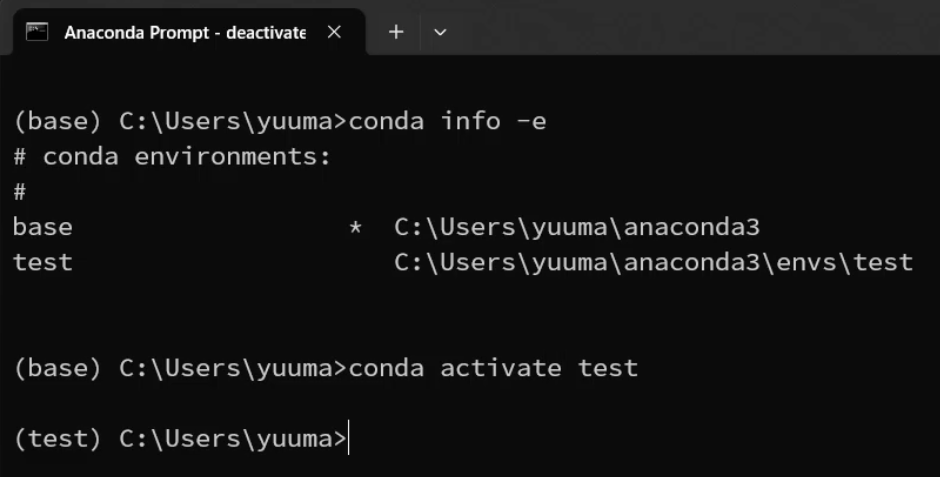 Anaconda Prompt - deactivate
(base) C:\Users\yuuma>conda info -e
# conda environments:
#
base                  *  C:\Users\yuuma\anaconda3
test                     C:\Users\yuuma\anaconda3\envs\test
(base) C:\Users\yuuma>conda activate test
(test) C:\Users\yuuma>